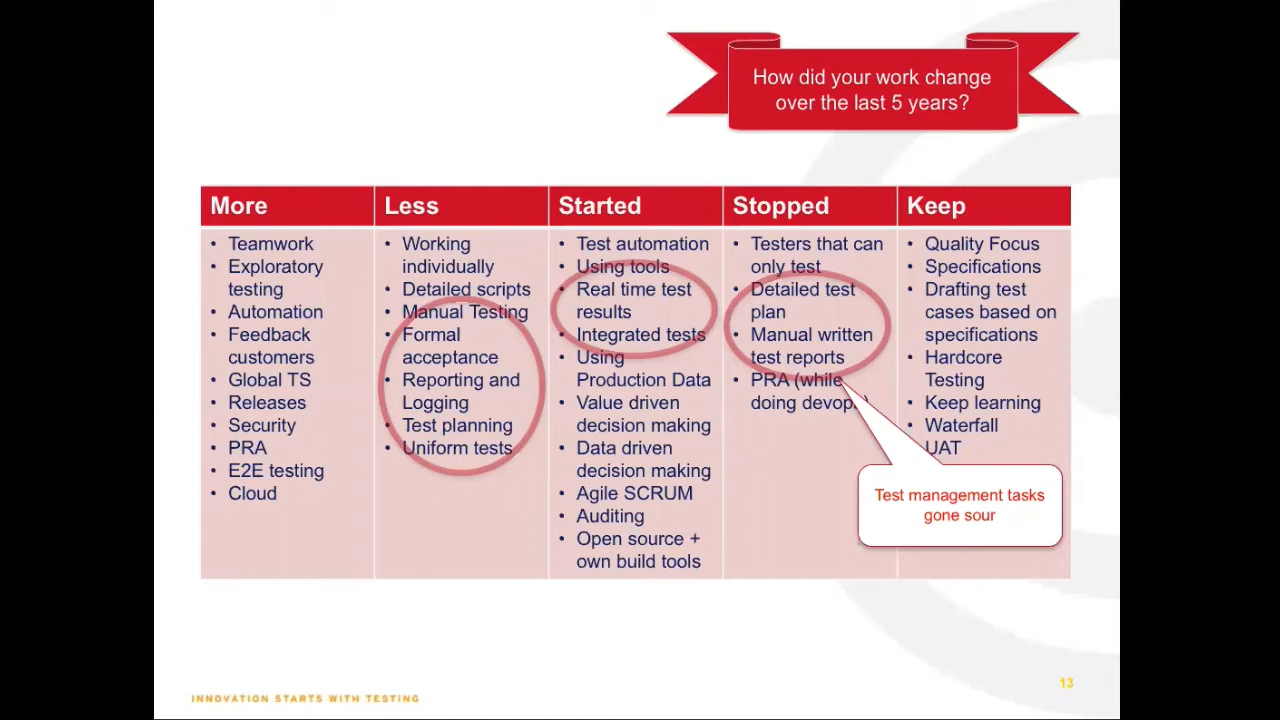 How did your work change
over the last 5 years?
More
Less
Started
Stopped
Keep
• Teamwork
• Exploratory
testing
• Automation
• Feedback
customers
• Global TS
• Releases
• Security
• PRA
• E2E testing
• Cloud
• Working
individually
• Detailed scripts
• Manual Testing
• Formal
acceptance
• Reporting and
Logging
• Test planning
• Uniform tests
• Test automation
• Using tools
• Real time test
results
• Integrated tests
• Using
Production Data
• Value driven
decision making
• Data driven
decision making
• Agile SCRUM
• Auditing
• Open source +
own build tools
• Testers that can
only test
• Detailed test
plan
• Manual written
test reports
• PRA (while
doing devops)
• Quality Focus
• Specifications
• Drafting test
cases based on
specifications
• Hardcore
Testing
• Keep learning
• Waterfall
UAT
Test management tasks
gone sour
INNOVATION STARTS WITH TESTING
13